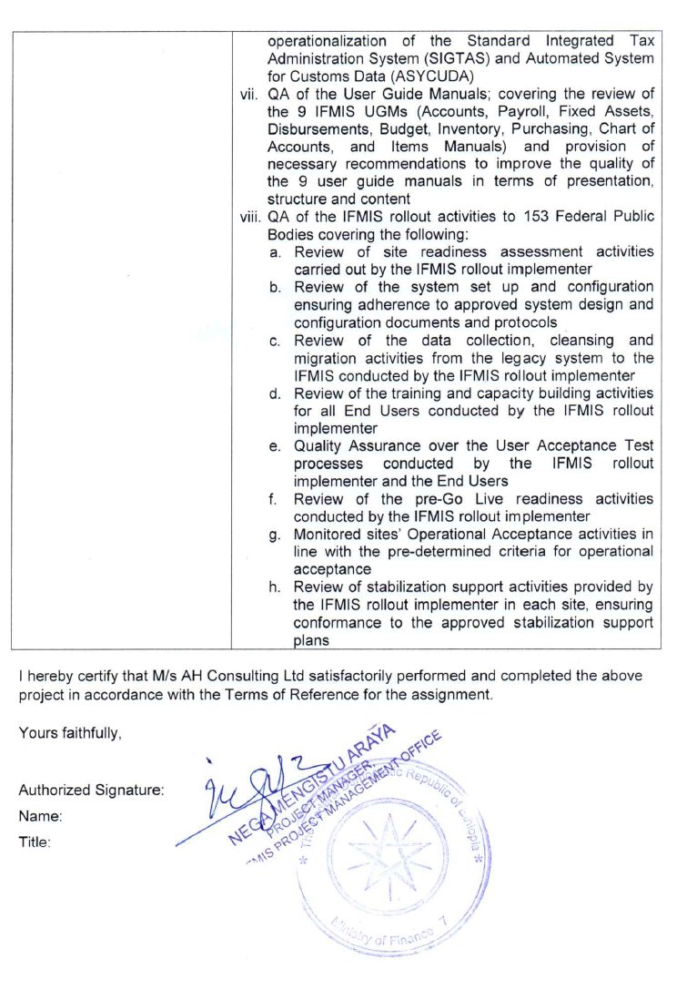 operationalization of the Standard Integrated Tax
Administration System (SIGTAS) and Automated System
for Customs Data (ASYCUDA)
vii. QA of the User Guide Manuals; covering the review of
the 9 IFMIS UGMs (Accounts, Payroll, Fixed Assets,
Disbursements, Budget, Inventory, Purchasing, Chart of
Accounts, and Items Manuals) and provision of
necessary recommendations to improve the quality of
the 9 user guide manuals in terms of presentation,
structure and content
viii. QA of the IFMIS rollout activities to 153 Federal Public
Bodies covering the following:
a. Review of site readiness assessment activities
carried out by the IFMIS rollout implementer
b. Review of the system set up and configuration
ensuring adherence to approved system design and
configuration documents and protocols
c. Review of the data collection, cleansing and
migration activities from the legacy system to the
IFMIS conducted by the IFMIS rollout implementer
d. Review of the training and capacity building activities
for all End Users conducted by the IFMIS rollout
implementer
e. Quality Assurance over the User Acceptance Test
processes conducted by the IFMIS rollout
implementer and the End Users
f. Review of the pre-Go Live readiness activities
conducted by the IFMIS rollout implementer
g. Monitored sites' Operational Acceptance activities in
line with the pre-determined criteria for operational
acceptance
h. Review of stabilization support activities provided by
the IFMIS rollout implementer in each site, ensuring
conformance to the approved stabilization support
plans
I hereby certify that M/s AH Consulting Ltd satisfactorily performed and completed the above
project in accordance with the Terms of Reference for the assignment.
Yours faithfully,
Authorized Signature:
Name:
Title:
NEGA MENGISTU ARAYA
PROJECT MANAGER,
PROJECT MANAGEMENT OFFICE
The Republic of Ethiopia
Ministry of Finance 7